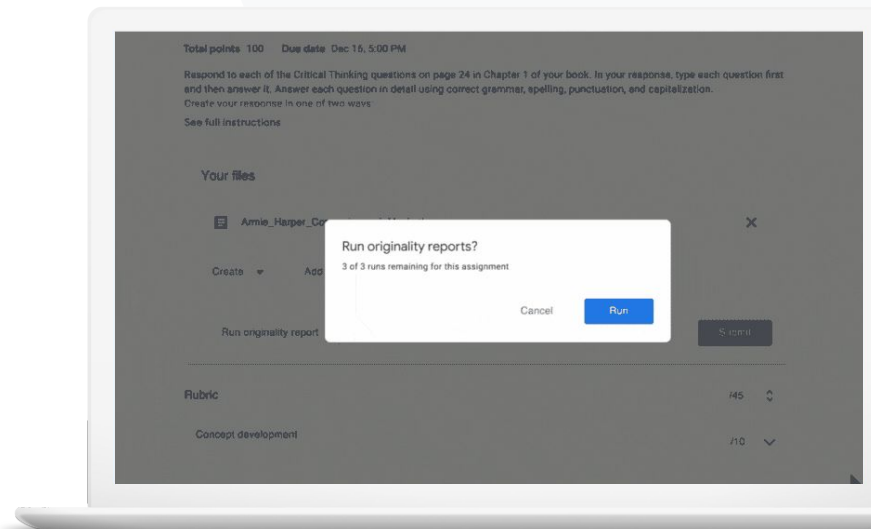 Total points 100 Due date Dec 16, 5:00 PM
Respond to each of the Critical Thinking questions on page 24 in Chapter 1 of your book. In your response, type each question first
and then answer it. Answer each question in detail using correct grammar, spelling, punctuation, and capitalization.
Create your response in one of two ways:
See full instructions
Your files
Armie_Harper_Co
Create Add
Run originality reports?
3 of 3 runs remaining for this assignment
Cancel Run
Run originality report Submit
Rubric /45
Concept development /10